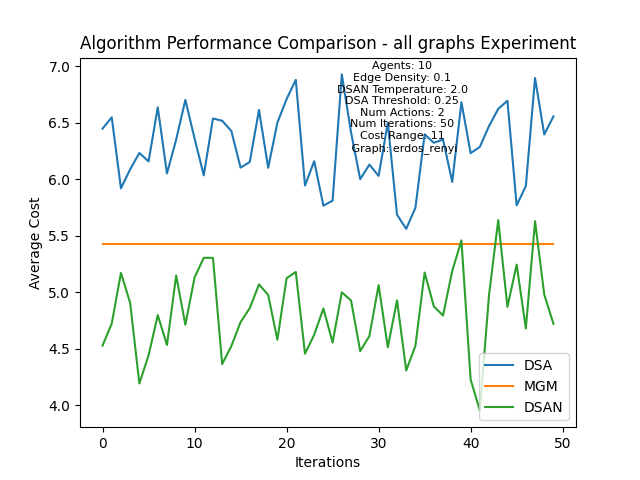 Algorithm Performance Comparison - all graphs Experiment
Agents: 10
Edge Density: 0.1
DSAN Temperature: 2.0
DSA Threshold: 0.25
Num Actions: 2
Num Iterations: 50
Cost Range: 11
Graph: erdos_renyi
Average Cost
7.0
6.5
6.0
5.5
5.0
4.5
4.0
0
10
20
30
40
50
Iterations
DSA
MGM
DSAN